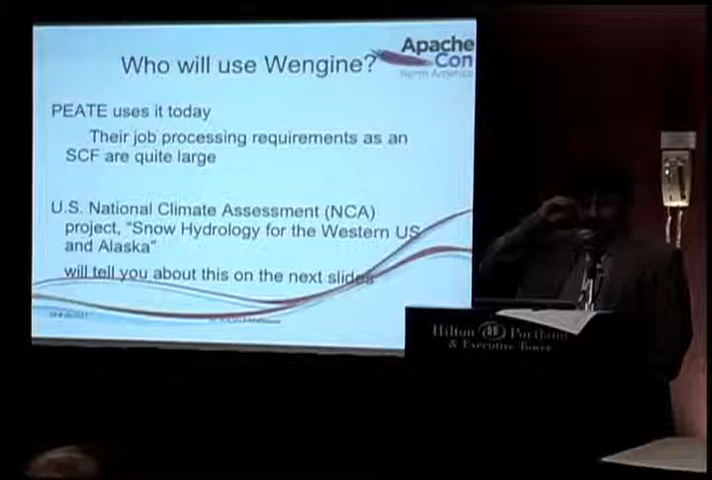 Who will use Wengine?
Apache
Con
North America
PEATE uses it today
Their job processing requirements as an
SCF are quite large
U.S. National Climate Assessment (NCA)
project, "Snow Hydrology for the Western US
and Alaska"
will tell you about this on the next slides
Hilton Portland
& Executive Tower